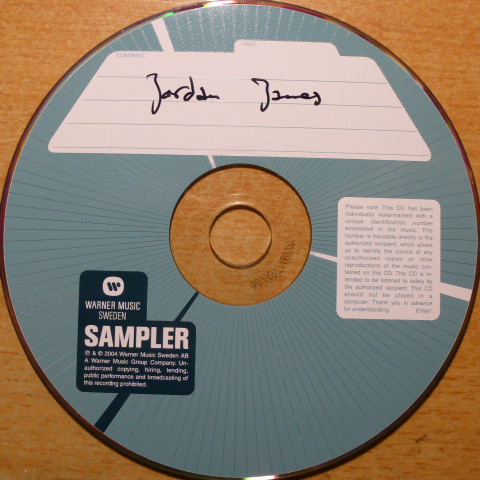 CONTAINS:
DATE:
Jordan James
Please note: This CD has been
individually watermarked with a
unique identification number
embedded in the music. This
number is traceable directly to the
authorized recipient, which allows
us to identify the source of any
unauthorized copies or other
reproductions of the music con-
tained on this CD. This CD is in-
tended to be listened to solely by
the authorized recipient. This CD
should not be played in a
computer. Thank you in advance
for understanding. Enjoy!
WARNER MUSIC
SWEDEN
SAMPLER
℗ & © 2004 Warner Music Sweden AB
A Warner Music Group Company. Un-
authorized copying, hiring, lending,
public performance and broadcasting of
this recording prohibited.